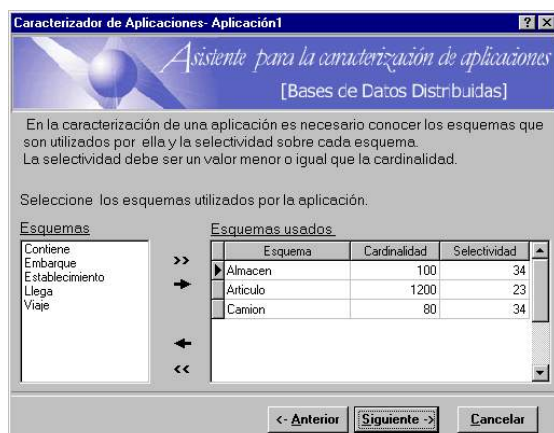 Caracterizador de Aplicaciones- Aplicación1
Asistente para la caracterización de aplicaciones
[Bases de Datos Distribuidas]
En la caracterización de una aplicación es necesario conocer los esquemas que
son utilizados por ella y la selectividad sobre cada esquema.
La selectividad debe ser un valor menor o igual que la cardinalidad.
Seleccione los esquemas utilizados por la aplicación.
Esquemas
Contiene
Embarque
Establecimiento
Llega
Viaje
>>
<<
Esquemas usados
Esquema Cardinalidad Selectividad
Almacen 100 34
Articulo 1200 23
Camion 80 34
<- Anterior Siguiente -> Cancelar